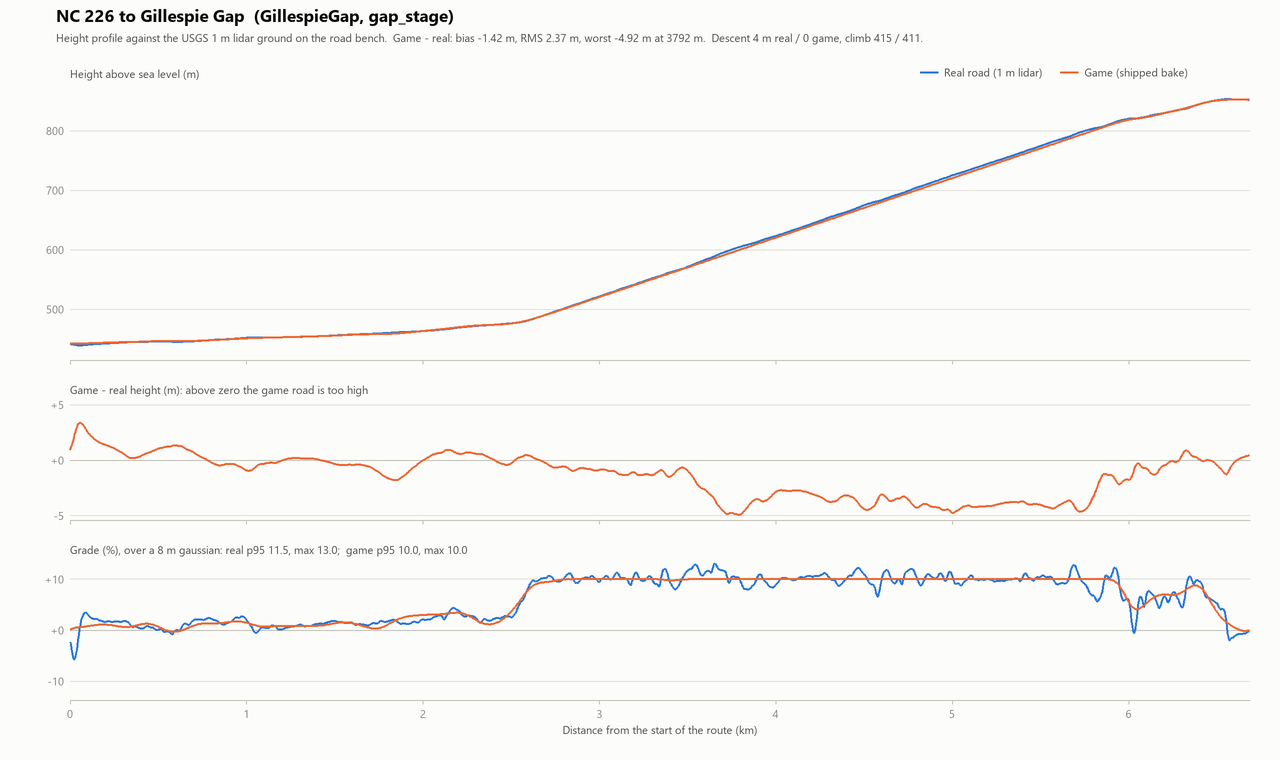 NC 226 to Gillespie Gap (GillespieGap, gap_stage)
Height profile against the USGS 1 m lidar ground on the road bench. Game - real: bias -1.42 m, RMS 2.37 m, worst -4.92 m at 3792 m. Descent 4 m real / 0 game, climb 415 / 411.
Height above sea level (m)
Real road (1 m lidar)
Game (shipped bake)
800
700
600
500
Game - real height (m): above zero the game road is too high
+5
+0
-5
Grade (%), over a 8 m gaussian: real p95 11.5, max 13.0; game p95 10.0, max 10.0
+10
+0
-10
0 1 2 3 4 5 6
Distance from the start of the route (km)